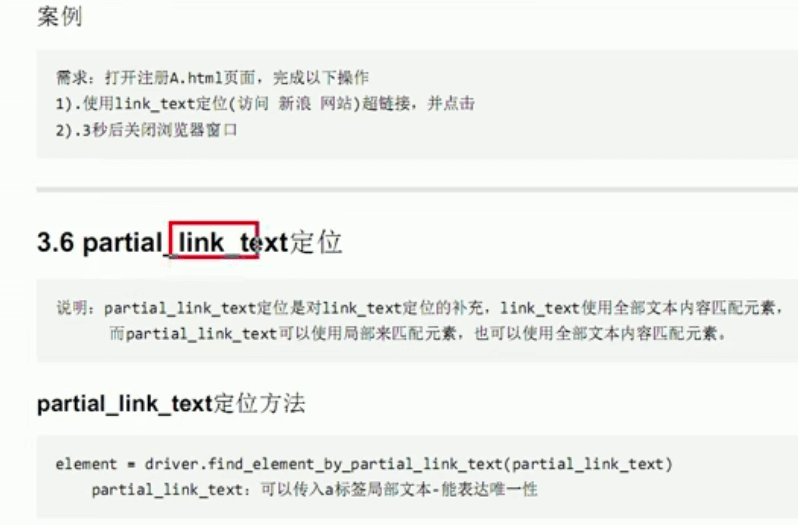 案例
需求：打开注册A.html页面，完成以下操作
1).使用link_text定位(访问 新浪 网站)超链接，并点击
2).3秒后关闭浏览器窗口
3.6 partial_link_text定位
说明：partial_link_text定位是对link_text定位的补充，link_text使用全部文本内容匹配元素，
而partial_link_text可以使用局部来匹配元素，也可以使用全部文本内容匹配元素。
partial_link_text定位方法
element = driver.find_element_by_partial_link_text(partial_link_text)
partial_link_text：可以传入a标签局部文本-能表达唯一性